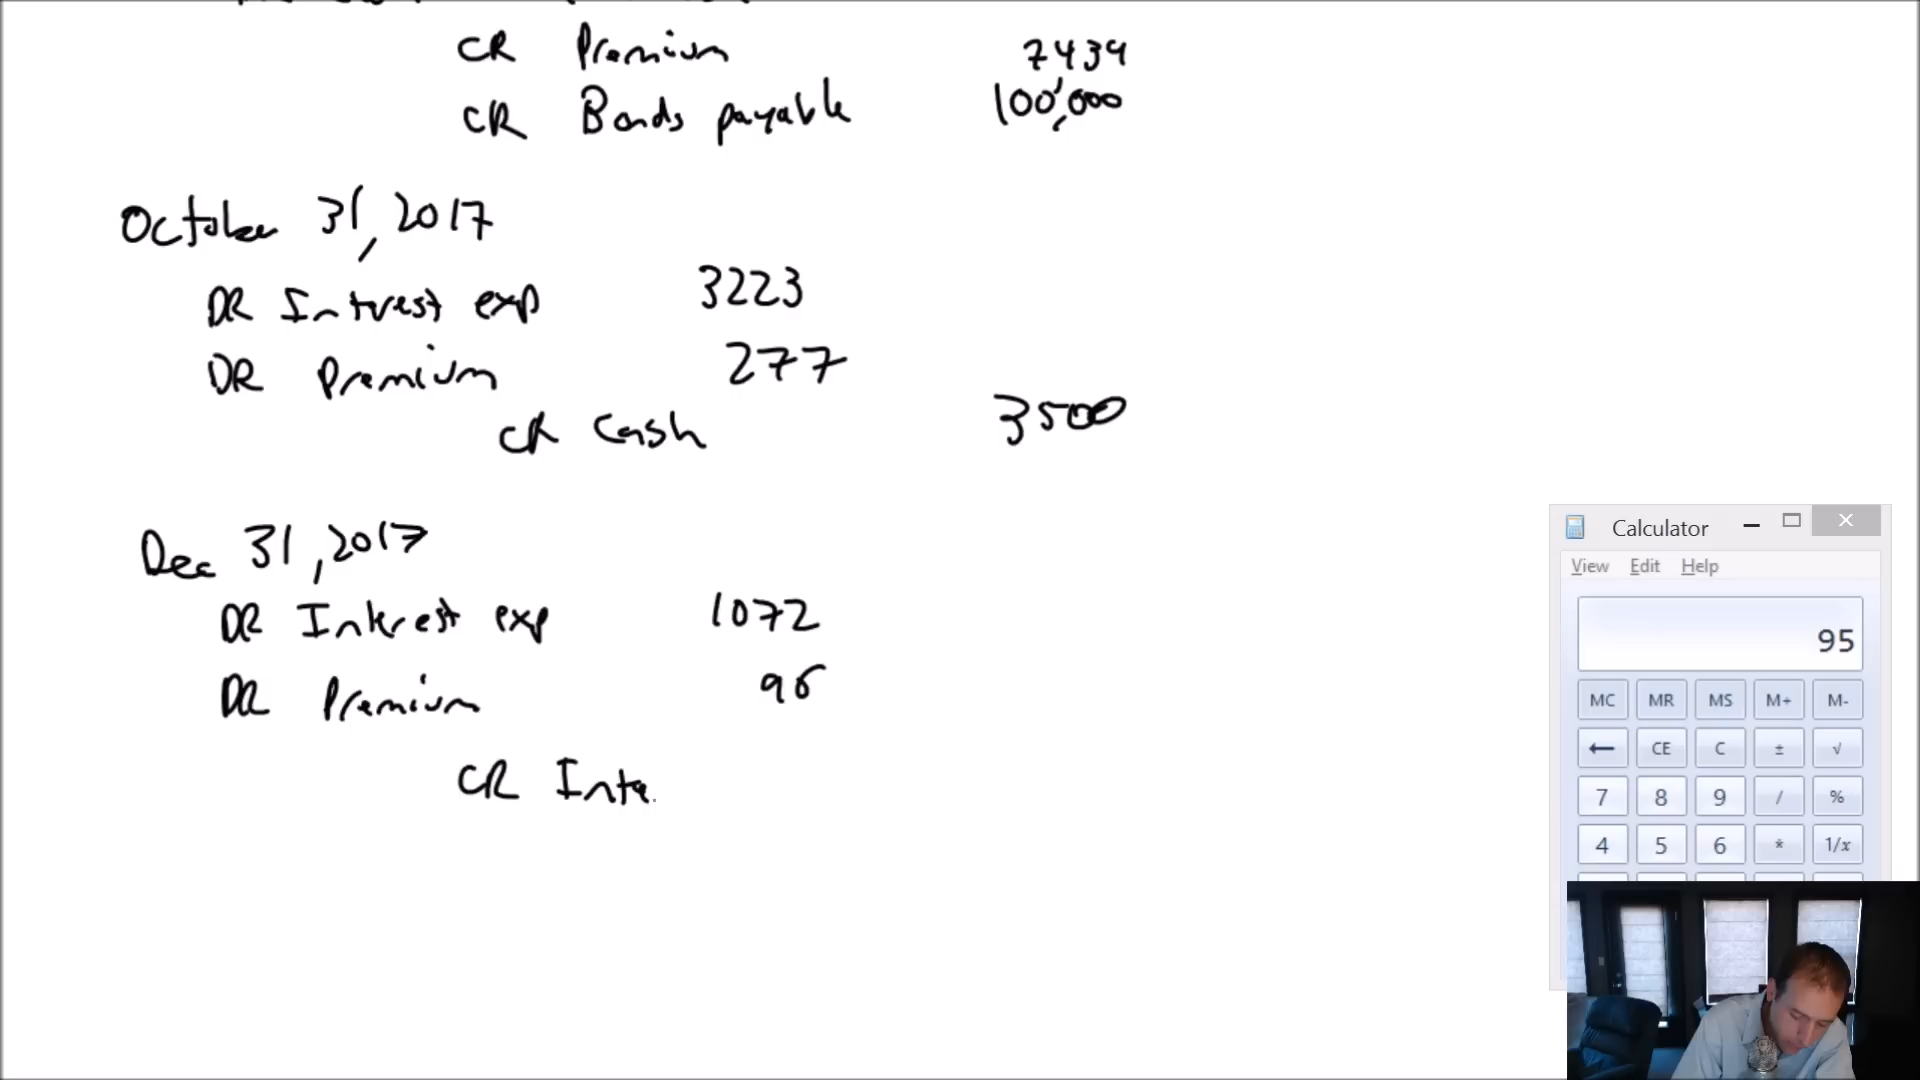 CR Premium 7439
CR Bonds payable 100,000
October 31, 2017
DR Interest exp 3223
DR Premium 277
CR Cash 3500
Dec 31, 2017
DR Interest exp 1072
DR Premium 95
CR Inte
Calculator
View Edit Help
95
MC MR MS M+ M-
← CE C ± √
7 8 9 / %
4 5 6 * 1/x